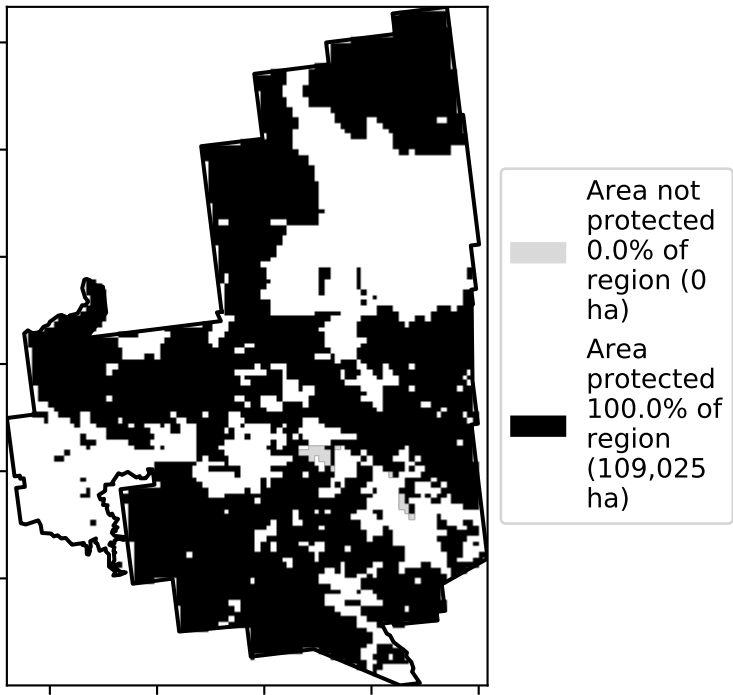 Area not
protected
0.0% of
region (0
ha)
Area
protected
100.0% of
region
(109,025
ha)